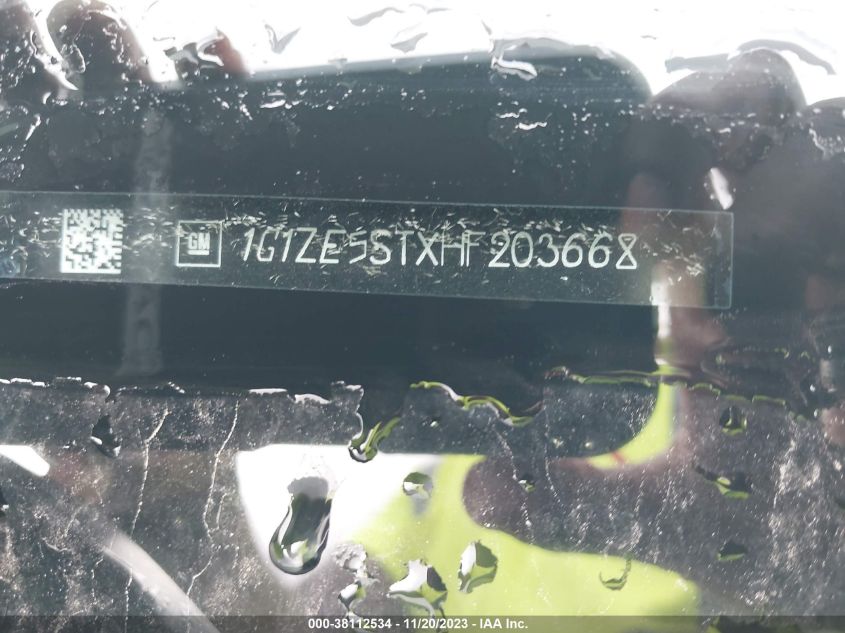 GM 1G1ZE5STXHF203668
000-38112534 - 11/20/2023 - IAA Inc.